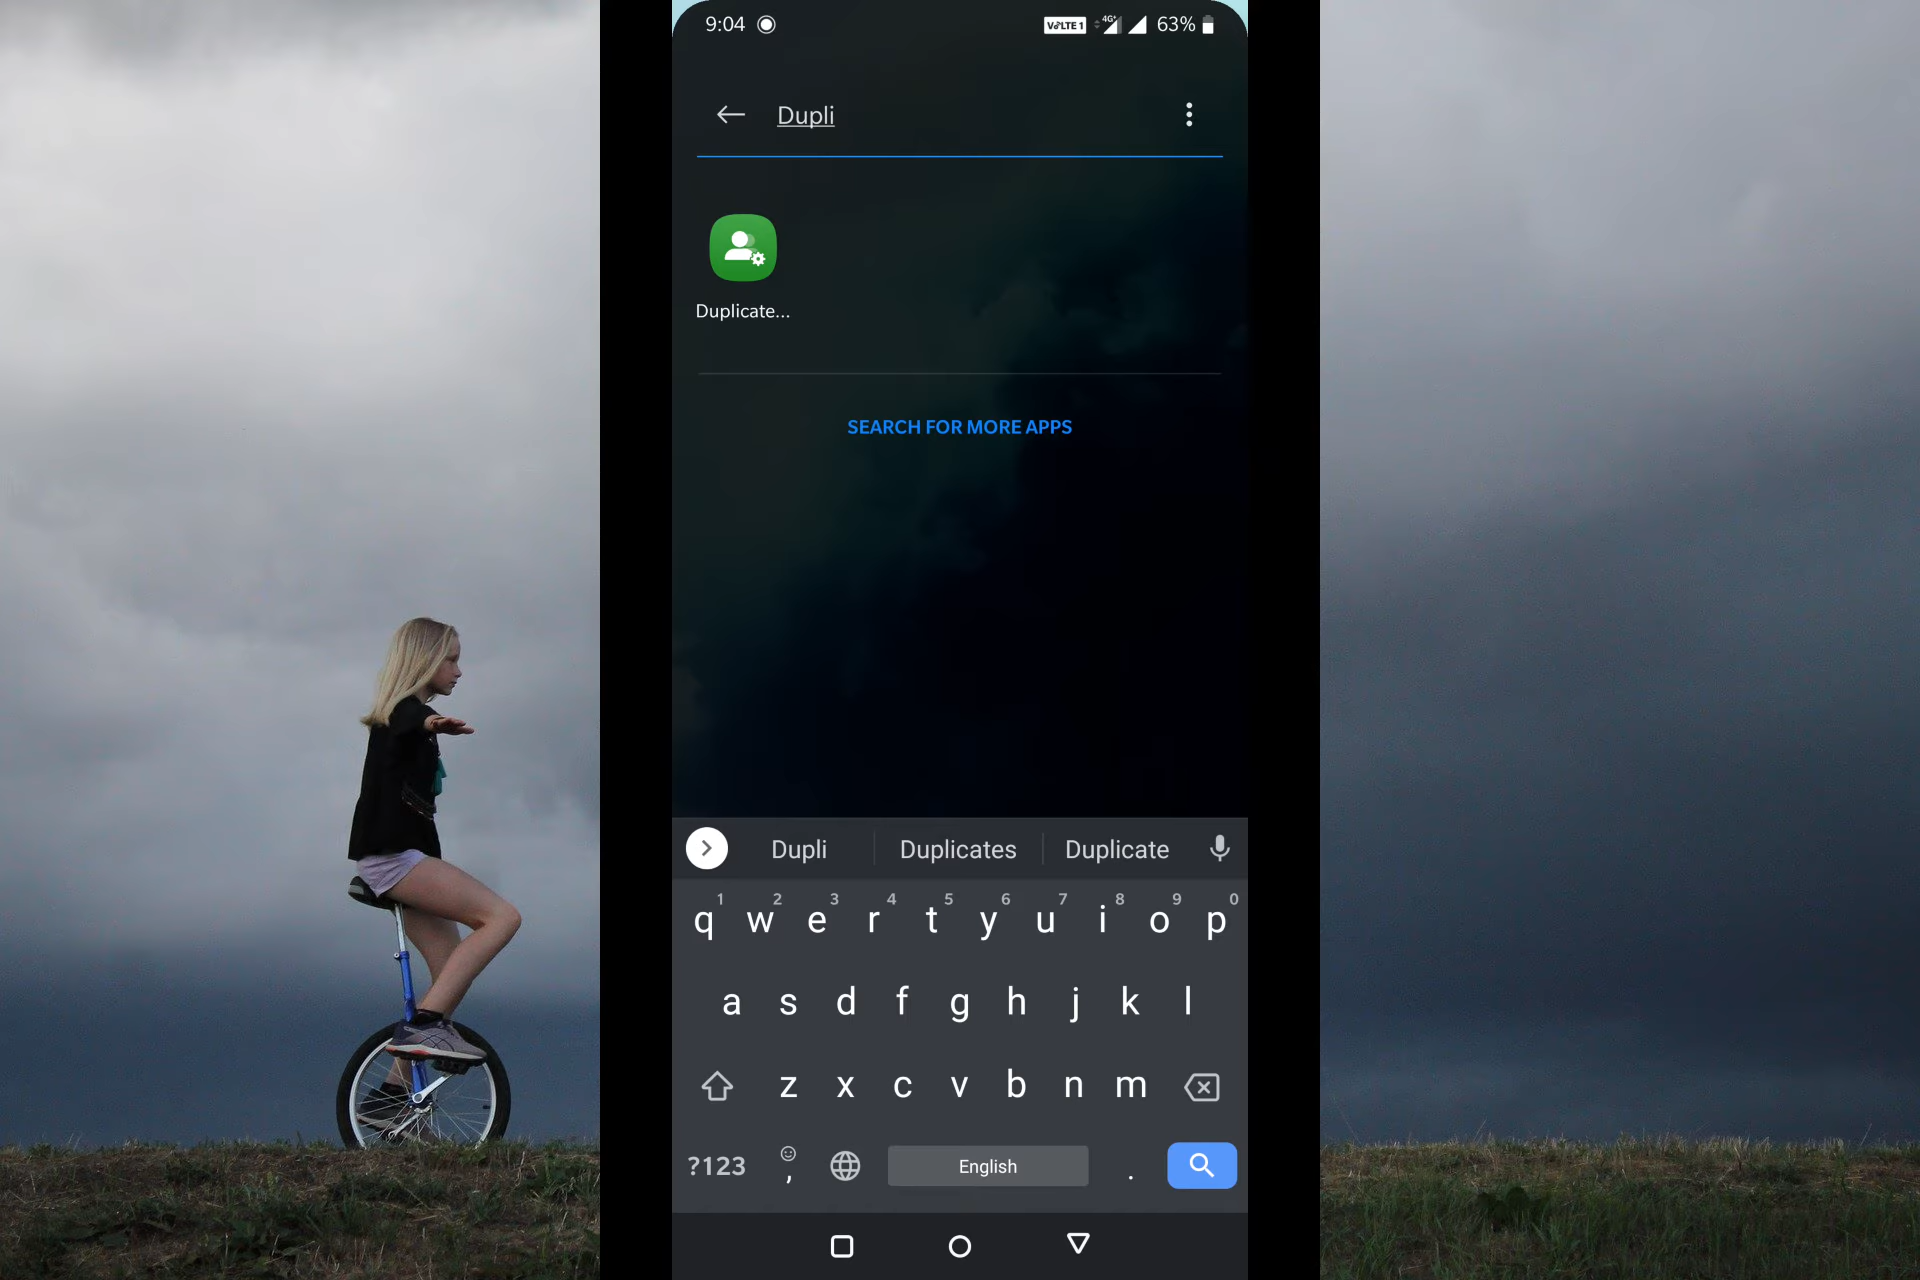 9:04 VoLTE 1 4G+ 63%
Dupli
Duplicate...
SEARCH FOR MORE APPS
Dupli Duplicates Duplicate
1 2 3 4 5 6 7 8 9 0
q w e r t y u i o p
a s d f g h j k l
z x c v b n m
?123 , English .